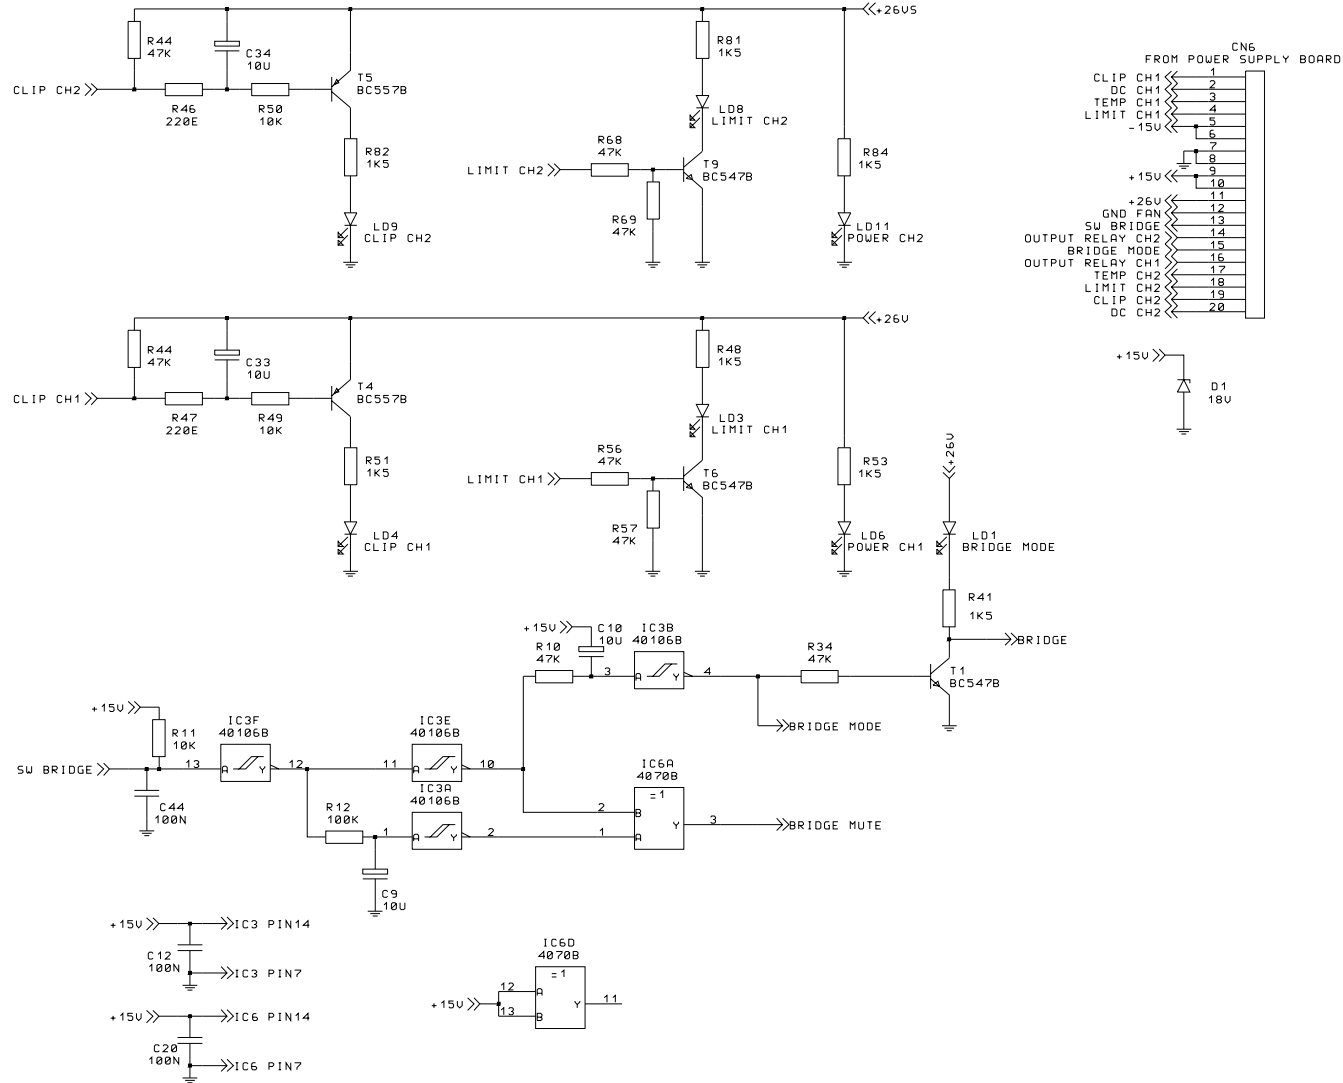 +26VS
R44
47K
C34
10U
CLIP CH2
R46
220E
R50
10K
T5
BC557B
R82
1K5
LD9
CLIP CH2
R81
1K5
LD8
LIMIT CH2
R68
47K
LIMIT CH2
T9
BC547B
R69
47K
R84
1K5
LD11
POWER CH2
CN6
FROM POWER SUPPLY BOARD
CLIP CH1 1
DC CH1 2
TEMP CH1 3
LIMIT CH1 4
-15V 5
6
7
8
+15V 9
10
+26V 11
GND FAN 12
SW BRIDGE 13
OUTPUT RELAY CH2 14
BRIDGE MODE 15
OUTPUT RELAY CH1 16
TEMP CH2 17
LIMIT CH2 18
CLIP CH2 19
DC CH2 20
+15V
D1
18V
+26V
R44
47K
C33
10U
CLIP CH1
R47
220E
R49
10K
T4
BC557B
R51
1K5
LD4
CLIP CH1
R48
1K5
LD3
LIMIT CH1
R56
47K
LIMIT CH1
T6
BC547B
R57
47K
R53
1K5
LD6
POWER CH1
+26V
LD1
BRIDGE MODE
R41
1K5
BRIDGE
T1
BC547B
+15V
C10
10U
R10
47K
3
IC3B
40106B
A
Y
4
R34
47K
BRIDGE MODE
+15V
R11
10K
SW BRIDGE
13
C44
100N
IC3F
40106B
A
Y
12
11
IC3E
40106B
A
Y
10
R12
100K
1
C9
10U
IC3A
40106B
A
Y
2
IC6A
4070B
=1
2
B
1
A
Y
3
BRIDGE MUTE
+15V
IC3 PIN14
C12
100N
IC3 PIN7
+15V
IC6 PIN14
C20
100N
IC6 PIN7
IC6D
4070B
=1
+15V
12
A
13
B
Y
11